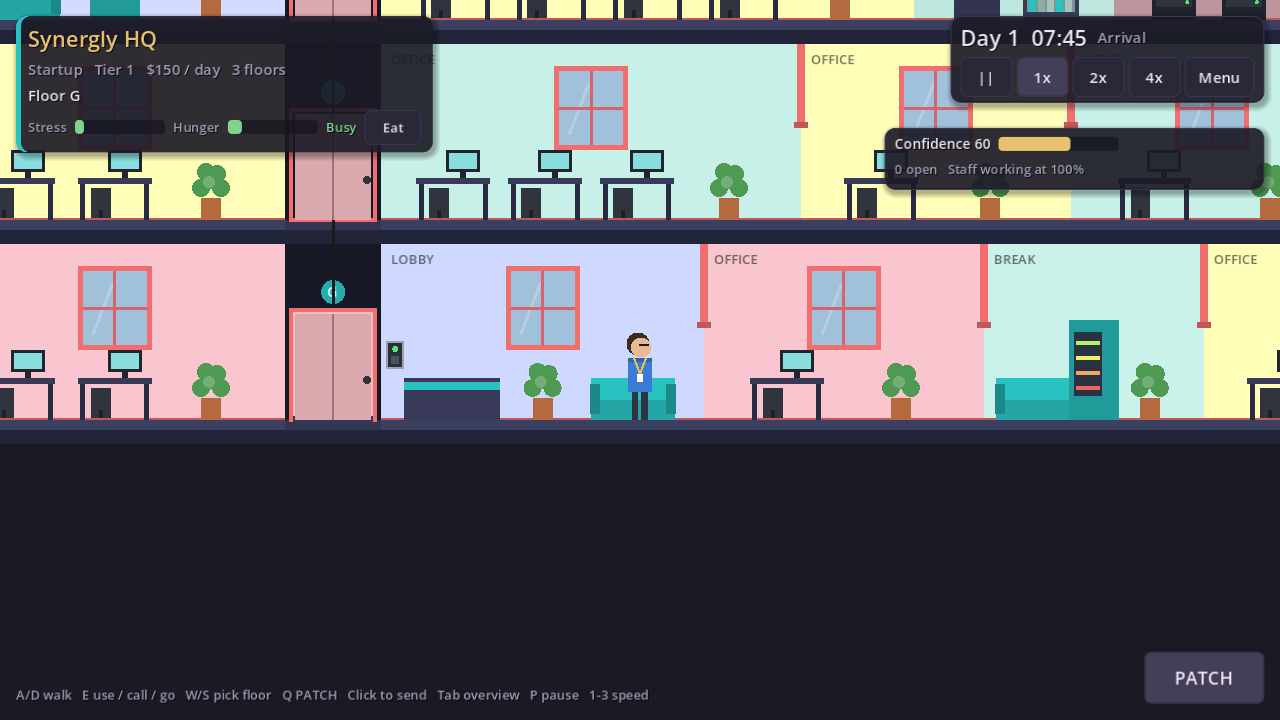 Synergly HQ
Startup Tier 1 $150 / day 3 floors
Floor G
Stress Hunger Busy Eat
Day 1 07:45 Arrival
|| 1x 2x 4x Menu
Confidence 60
0 open Staff working at 100%
OFFICE
OFFICE
G
LOBBY
OFFICE
BREAK
OFFICE
A/D walk E use / call / go W/S pick floor Q PATCH Click to send Tab overview P pause 1-3 speed
PATCH